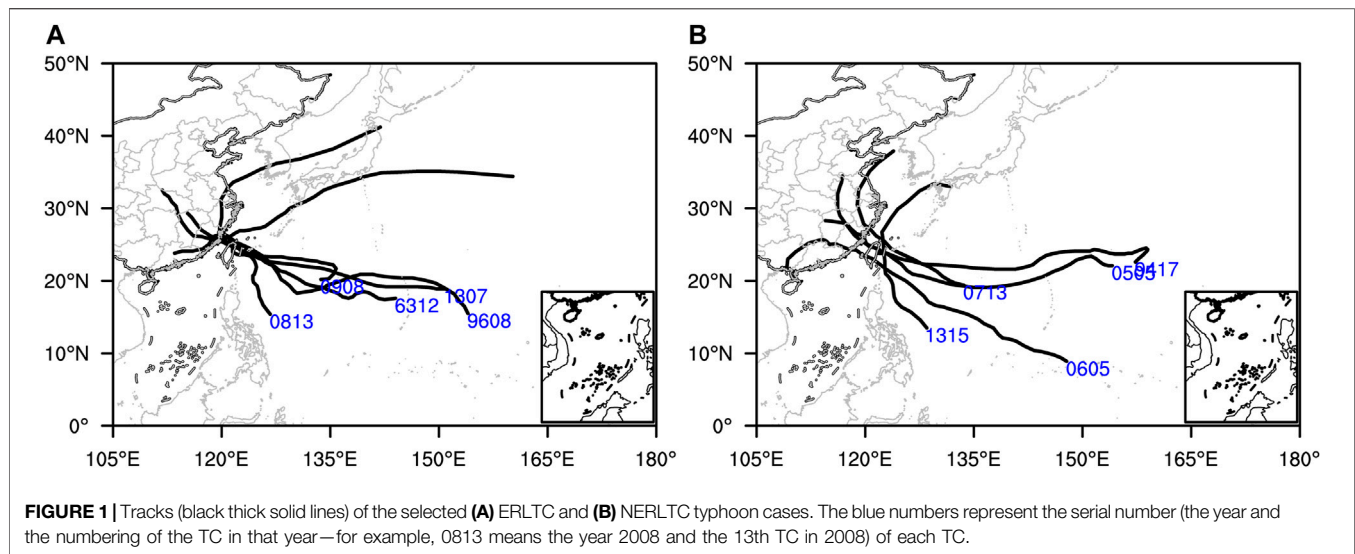 A
B
50°N
40°N
30°N
20°N
10°N
0°
105°E 120°E 135°E 150°E 165°E 180°
0908
1307
6312
0813
9608
50°N
40°N
30°N
20°N
10°N
0°
105°E 120°E 135°E 150°E 165°E 180°
0417
0713
1315
0605
FIGURE 1 | Tracks (black thick solid lines) of the selected (A) ERLTC and (B) NERLTC typhoon cases. The blue numbers represent the serial number (the year and
the numbering of the TC in that year—for example, 0813 means the year 2008 and the 13th TC in 2008) of each TC.